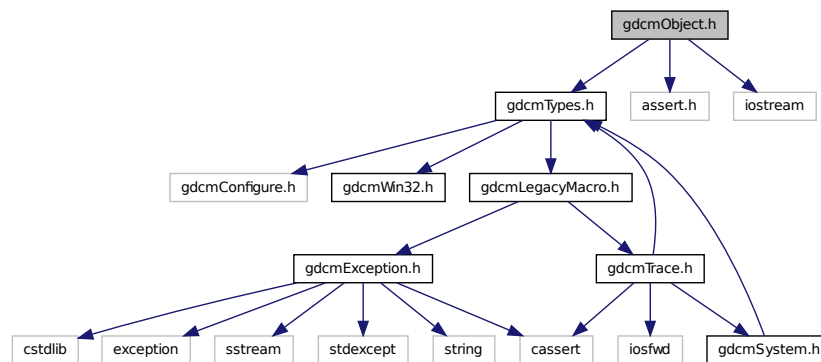 gdcmObject.h
gdcmTypes.h
assert.h
iostream
gdcmConfigure.h
gdcmWin32.h
gdcmLegacyMacro.h
gdcmException.h
gdcmTrace.h
cstdlib
exception
sstream
stdexcept
string
cassert
iosfwd
gdcmSystem.h